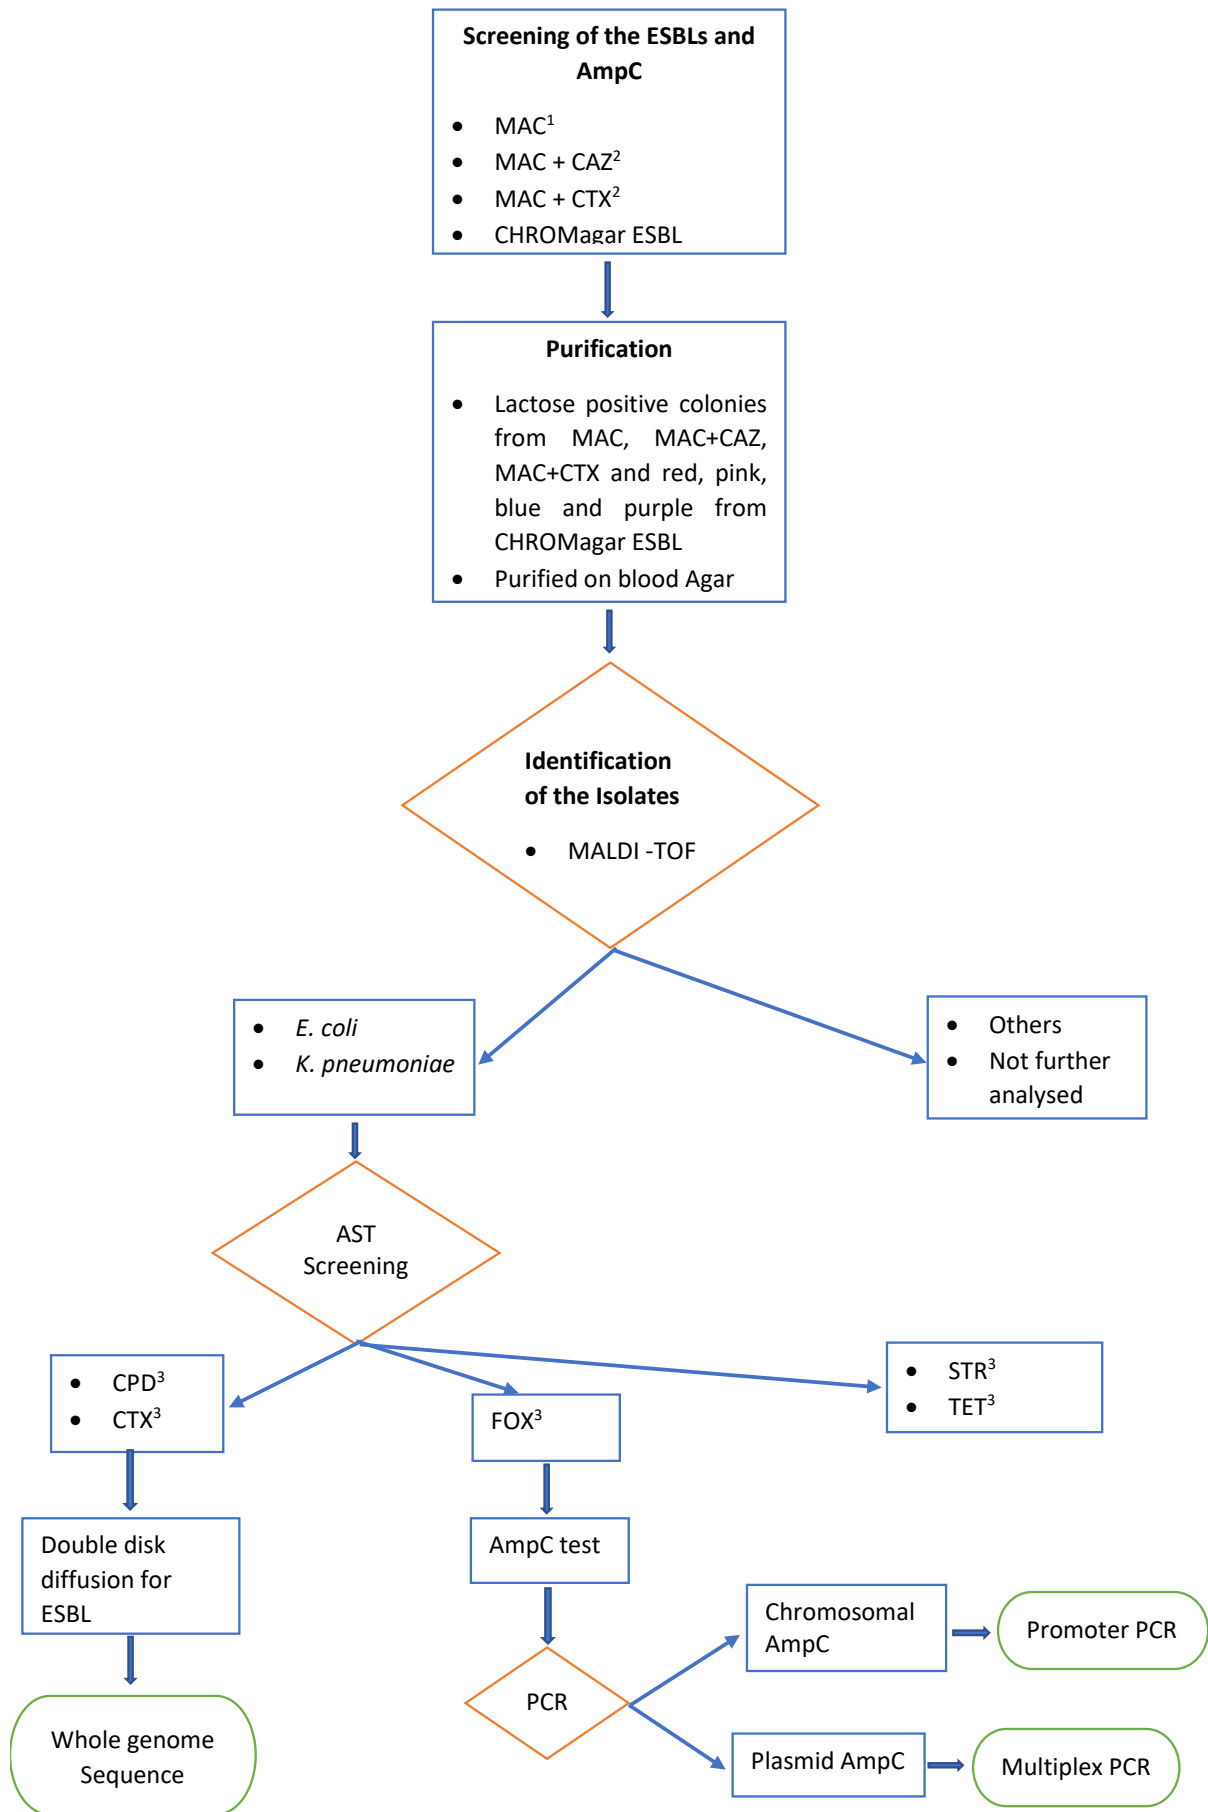 Screening of the ESBLs and
AmpC
• MAC¹
• MAC + CAZ²
• MAC + CTX²
• CHROMagar ESBL
Purification
• Lactose positive colonies
from MAC, MAC+CAZ,
MAC+CTX and red, pink,
blue and purple from
CHROMagar ESBL
• Purified on blood Agar
Identification
of the Isolates
• MALDI -TOF
• E. coli
• K. pneumoniae
• Others
• Not further
analysed
AST
Screening
• CPD³
• CTX³
FOX³
• STR³
• TET³
Double disk
diffusion for
ESBL
AmpC test
Chromosomal
AmpC
Promoter PCR
PCR
Whole genome
Sequence
Plasmid AmpC
Multiplex PCR